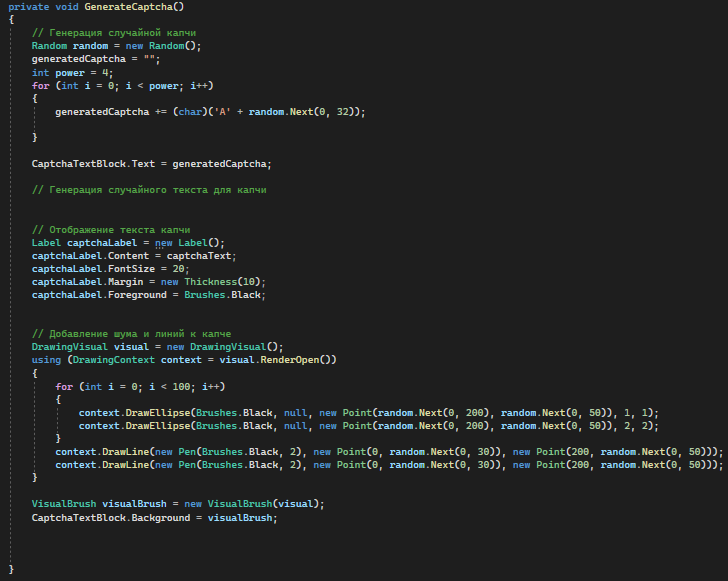 private void GenerateCaptcha()
{
// Генерация случайной капчи
Random random = new Random();
generatedCaptcha = "";
int power = 4;
for (int i = 0; i < power; i++)
{
generatedCaptcha += (char)('A' + random.Next(0, 32));
}
CaptchaTextBlock.Text = generatedCaptcha;
// Генерация случайного текста для капчи
// Отображение текста капчи
Label captchaLabel = new Label();
captchaLabel.Content = captchaText;
captchaLabel.FontSize = 20;
captchaLabel.Margin = new Thickness(10);
captchaLabel.Foreground = Brushes.Black;
// Добавление шума и линий к капче
DrawingVisual visual = new DrawingVisual();
using (DrawingContext context = visual.RenderOpen())
{
for (int i = 0; i < 100; i++)
{
context.DrawEllipse(Brushes.Black, null, new Point(random.Next(0, 200), random.Next(0, 50)), 1, 1);
context.DrawEllipse(Brushes.Black, null, new Point(random.Next(0, 200), random.Next(0, 50)), 2, 2);
}
context.DrawLine(new Pen(Brushes.Black, 2), new Point(0, random.Next(0, 30)), new Point(200, random.Next(0, 50)));
context.DrawLine(new Pen(Brushes.Black, 2), new Point(0, random.Next(0, 30)), new Point(200, random.Next(0, 50)));
}
VisualBrush visualBrush = new VisualBrush(visual);
CaptchaTextBlock.Background = visualBrush;
}